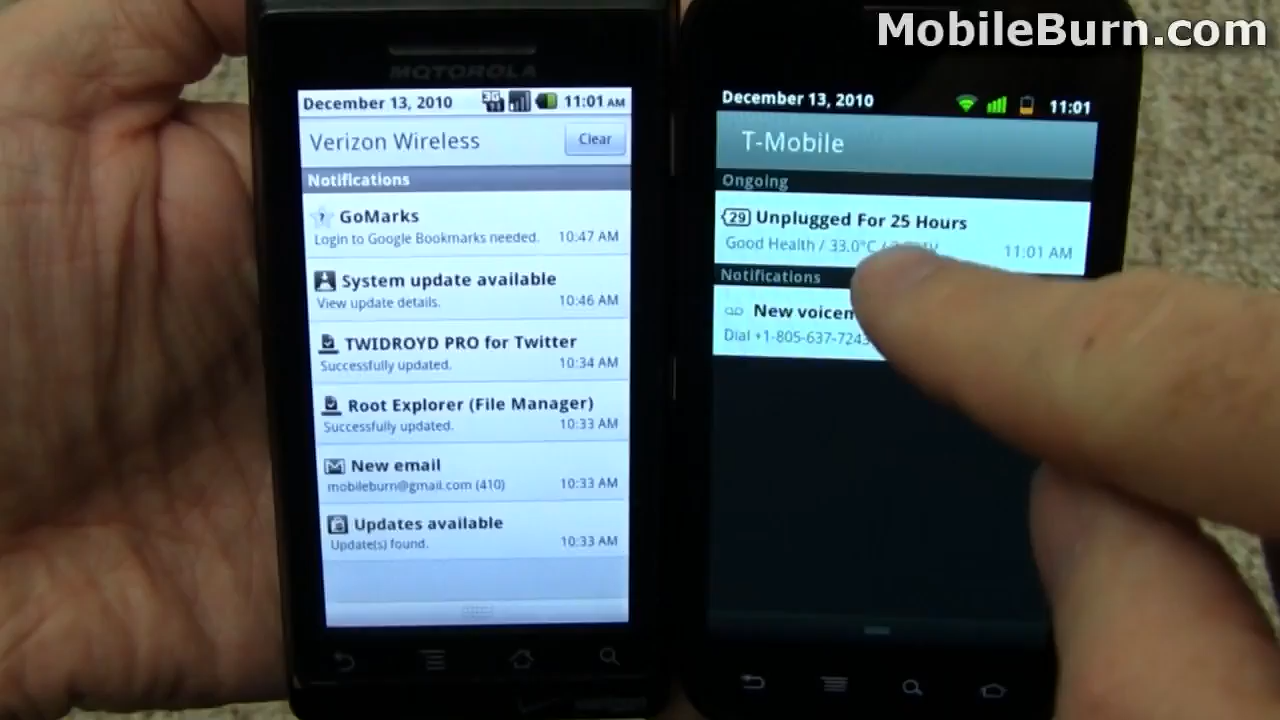 MobileBurn.com
MOTOROLA
December 13, 2010
3G
11:01 AM
Verizon Wireless
Clear
Notifications
GoMarks
Login to Google Bookmarks needed.
10:47 AM
System update available
View update details.
10:46 AM
TWIDROYD PRO for Twitter
Successfully updated.
10:34 AM
Root Explorer (File Manager)
Successfully updated.
10:33 AM
New email
mobileburn@gmail.com (410)
10:33 AM
Updates available
Update(s) found.
10:33 AM
December 13, 2010
11:01
T-Mobile
Ongoing
29 Unplugged For 25 Hours
Good Health / 33.0°C /
11:01 AM
Notifications
New
Dial +1-805-637-7243